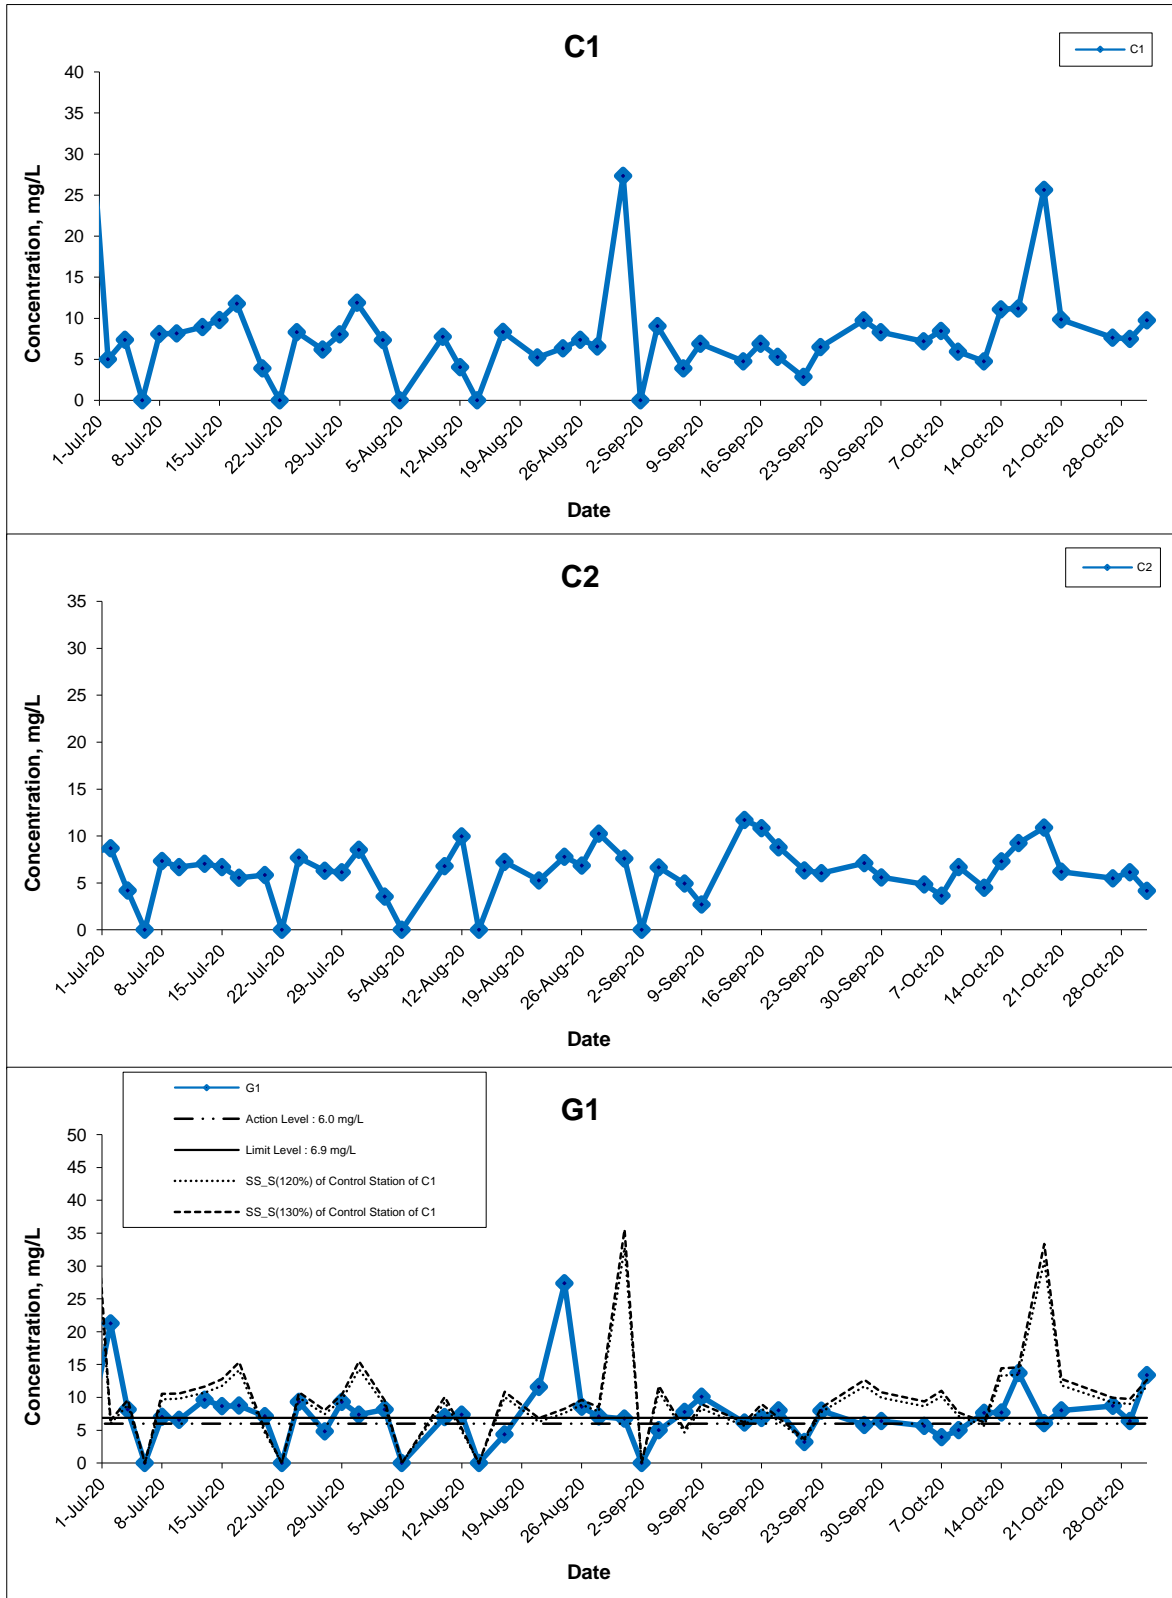 C1
C1
Concentration, mg/L
40
35
30
25
20
15
10
5
0
1-Jul-20
8-Jul-20
15-Jul-20
22-Jul-20
29-Jul-20
5-Aug-20
12-Aug-20
19-Aug-20
26-Aug-20
2-Sep-20
9-Sep-20
16-Sep-20
23-Sep-20
30-Sep-20
7-Oct-20
14-Oct-20
21-Oct-20
28-Oct-20
Date
C2
C2
Concentration, mg/L
35
30
25
20
15
10
5
0
1-Jul-20
8-Jul-20
15-Jul-20
22-Jul-20
29-Jul-20
5-Aug-20
12-Aug-20
19-Aug-20
26-Aug-20
2-Sep-20
9-Sep-20
16-Sep-20
23-Sep-20
30-Sep-20
7-Oct-20
14-Oct-20
21-Oct-20
28-Oct-20
Date
G1
Action Level : 6.0 mg/L
Limit Level : 6.9 mg/L
SS_S(120%) of Control Station of C1
SS_S(130%) of Control Station of C1
G1
Concentration, mg/L
50
45
40
35
30
25
20
15
10
5
0
1-Jul-20
8-Jul-20
15-Jul-20
22-Jul-20
29-Jul-20
5-Aug-20
12-Aug-20
19-Aug-20
26-Aug-20
2-Sep-20
9-Sep-20
16-Sep-20
23-Sep-20
30-Sep-20
7-Oct-20
14-Oct-20
21-Oct-20
28-Oct-20
Date